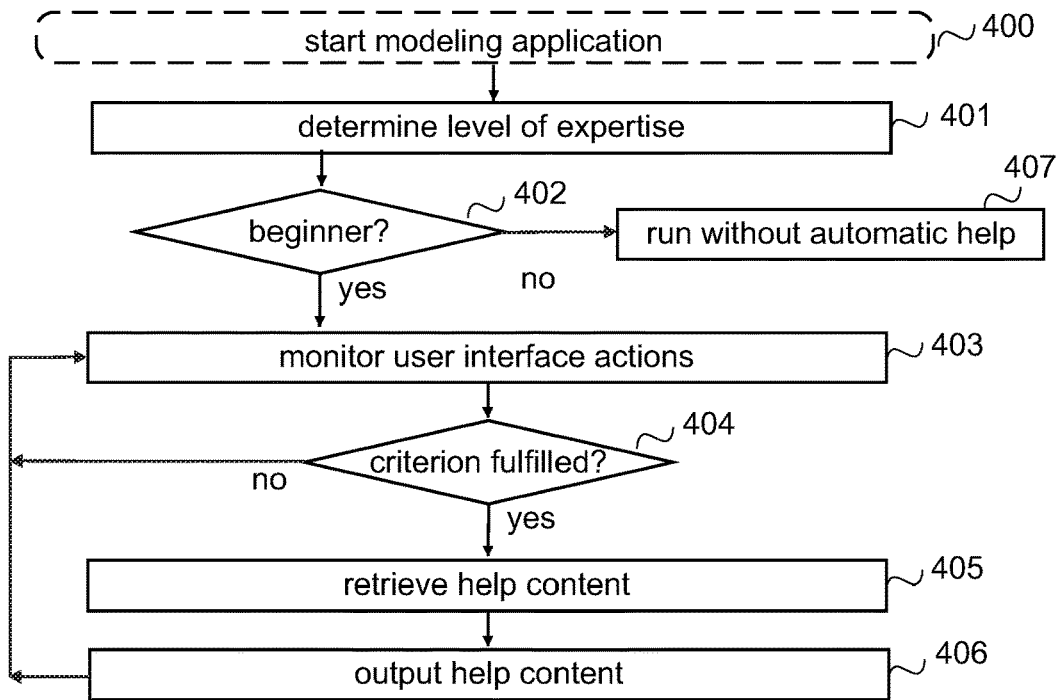 start modeling application
400
determine level of expertise
401
402
407
beginner?
run without automatic help
yes
no
monitor user interface actions
403
404
criterion fulfilled?
no
yes
retrieve help content
405
output help content
406